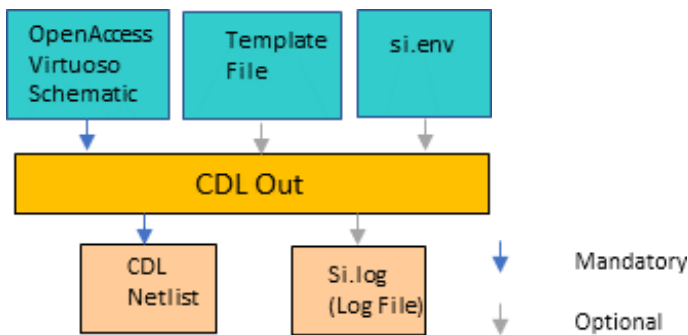 OpenAccess
Virtuoso
Schematic
Template
File
si.env
CDL Out
CDL
Netlist
Si.log
(Log File)
Mandatory
Optional